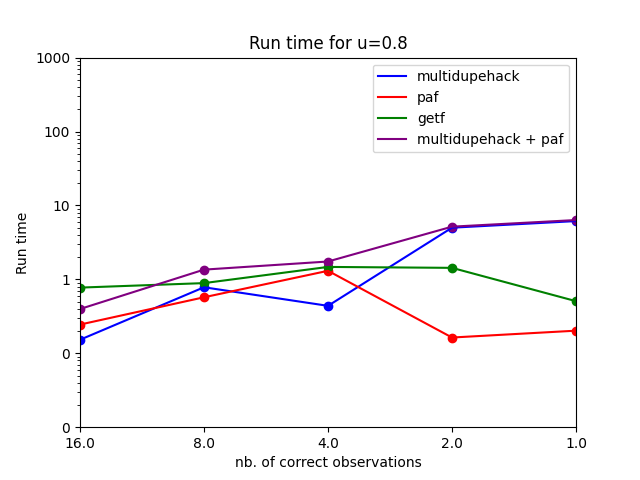 Run time for u=0.8
1000
100
10
1
0
0
Run time
multidupehack
paf
getf
multidupehack + paf
16.0 8.0 4.0 2.0 1.0
nb. of correct observations